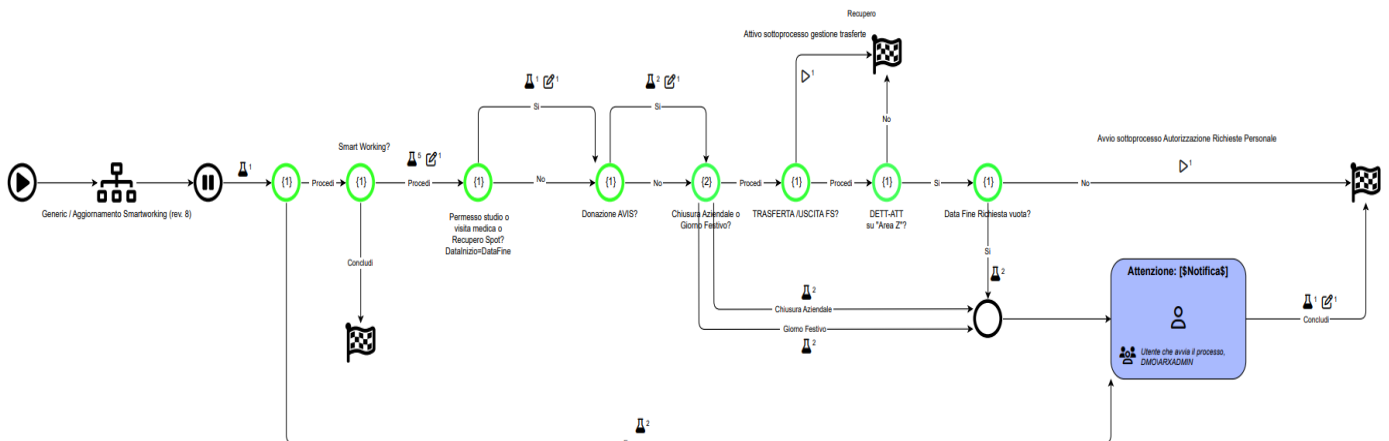 Recupero
Attivo sottoprocesso gestione trasferte
1
1
2
1
1
Si
Si
No
Avvio sottoprocesso Autorizzazione Richieste Personale
1
Smart Working?
1
5
1
{1}
Procedi
{1}
Procedi
{1}
No
{1}
No
{2}
Procedi
{1}
Procedi
{1}
Si
{1}
No
Generic / Aggiornamento Smartworking (rev. 8)
Permesso studio o
visita medica o
Recupero Spot?
DataInizio=DataFine
Donazione AVIS?
Chiusura Aziendale o
Giorno Festivo?
TRASFERTA /USCITA FS?
DETT-ATT
su "Area Z"?
Data Fine Richiesta vuota?
Si
2
Concludi
2
Chiusura Aziendale
Giorno Festivo
2
Attenzione: [$Notifica$]
Utente che avvia il processo,
DMO\ARXADMIN
1
1
Concludi
2